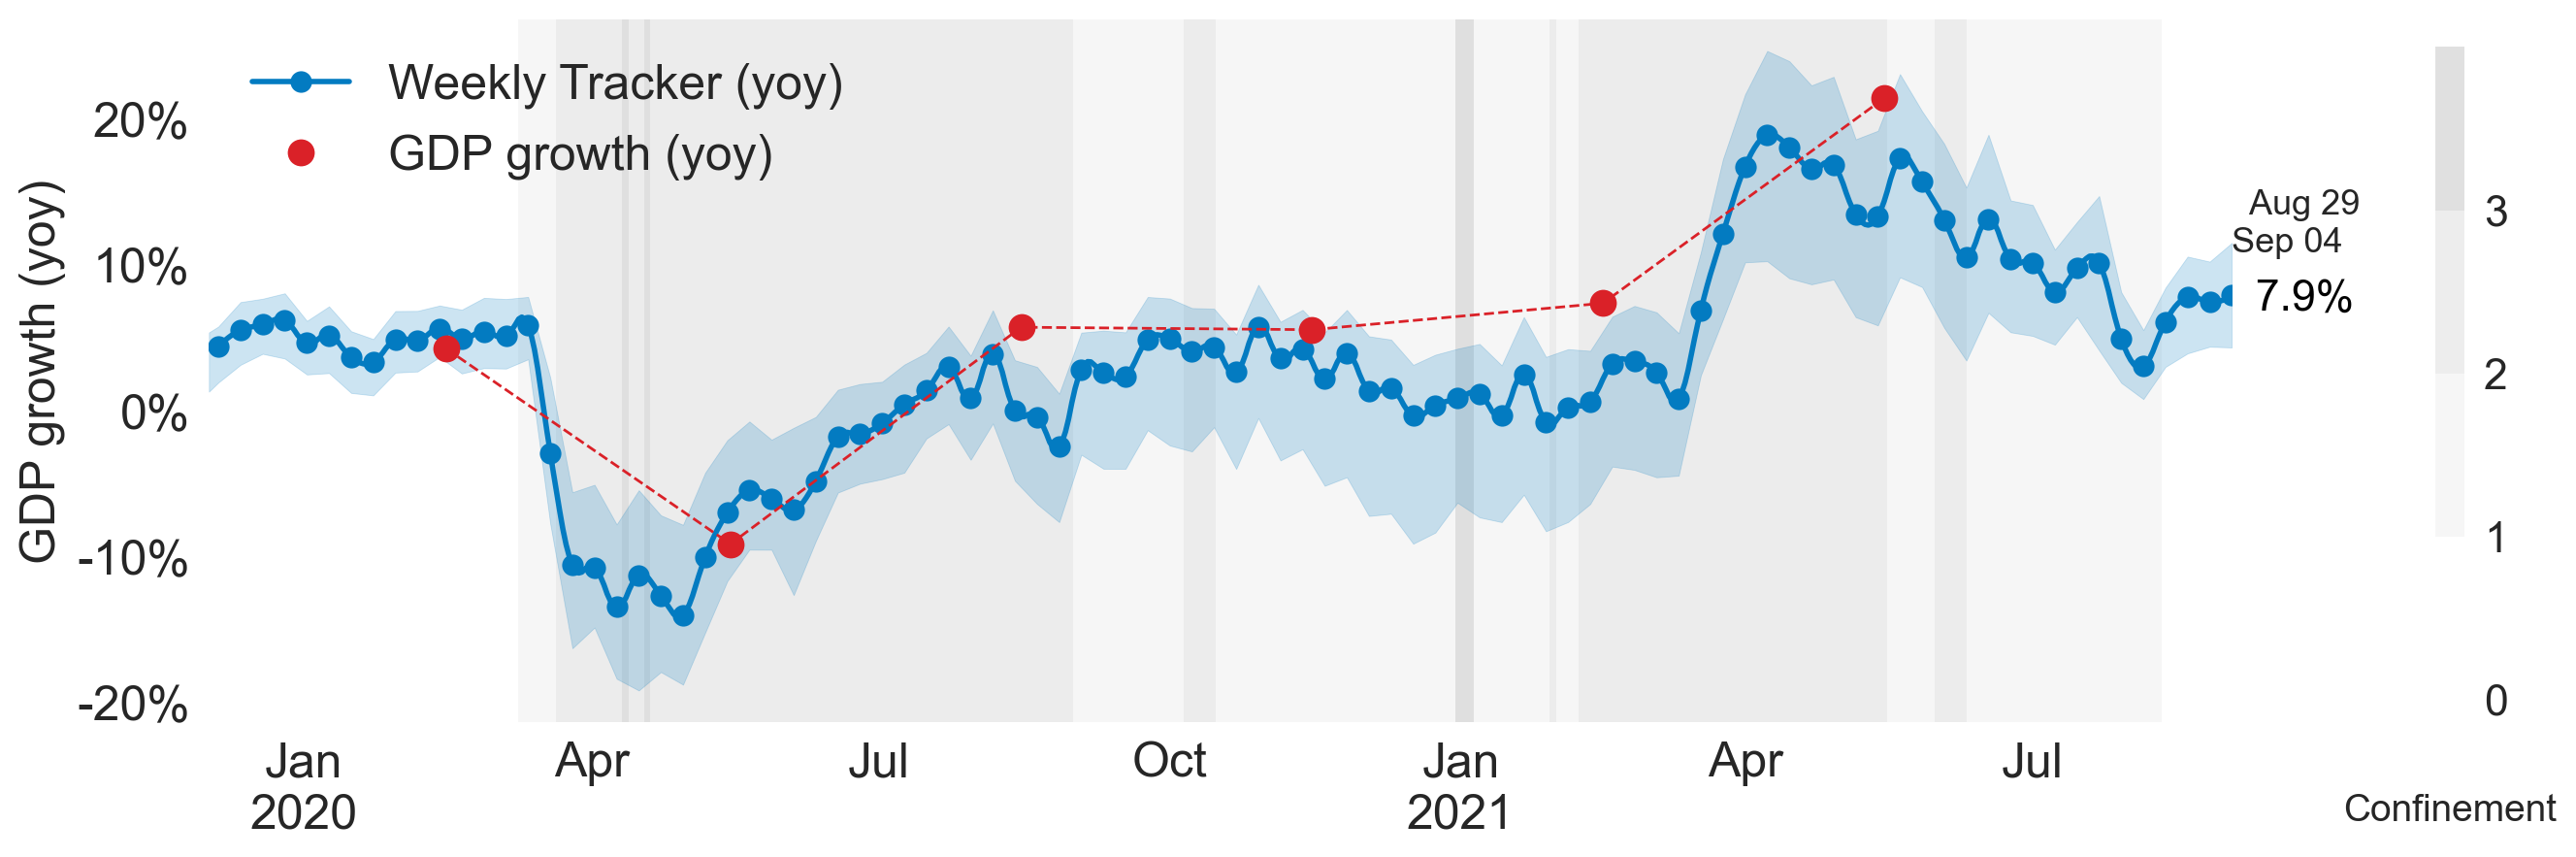 Weekly Tracker (yoy)
GDP growth (yoy)
GDP growth (yoy)
20%
10%
0%
-10%
-20%
Jan
2020
Apr
Jul
Oct
Jan
2021
Apr
Jul
Aug 29
Sep 04
7.9%
3
2
1
0
Confinement